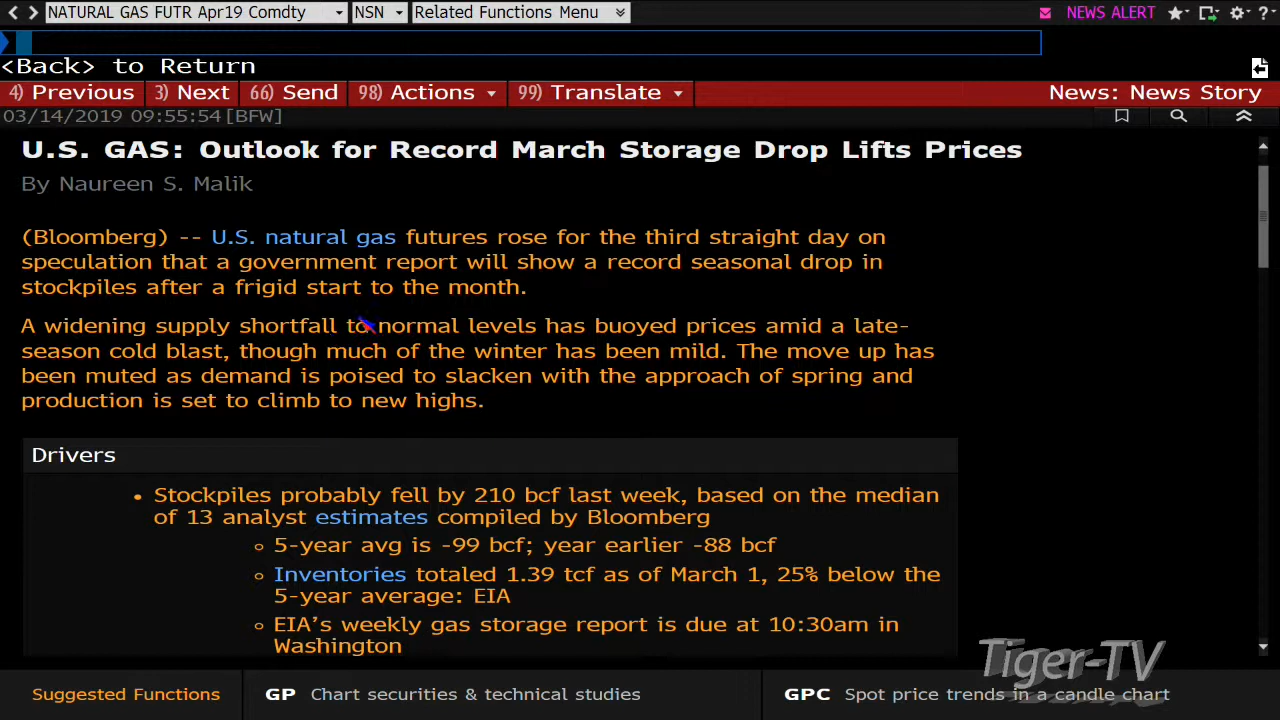 NATURAL GAS FUTR Apr19 Comdty NSN Related Functions Menu NEWS ALERT ?
<Back> to Return
4) Previous 3) Next 66) Send 98) Actions 99) Translate News: News Story
03/14/2019 09:55:54 [BFW]
U.S. GAS: Outlook for Record March Storage Drop Lifts Prices
By Naureen S. Malik
(Bloomberg) -- U.S. natural gas futures rose for the third straight day on
speculation that a government report will show a record seasonal drop in
stockpiles after a frigid start to the month.
A widening supply shortfall to normal levels has buoyed prices amid a late-
season cold blast, though much of the winter has been mild. The move up has
been muted as demand is poised to slacken with the approach of spring and
production is set to climb to new highs.
Drivers
• Stockpiles probably fell by 210 bcf last week, based on the median
of 13 analyst estimates compiled by Bloomberg
○ 5-year avg is -99 bcf; year earlier -88 bcf
○ Inventories totaled 1.39 tcf as of March 1, 25% below the
5-year average: EIA
○ EIA's weekly gas storage report is due at 10:30am in
Washington
Tiger-TV
Suggested Functions GP Chart securities & technical studies GPC Spot price trends in a candle chart